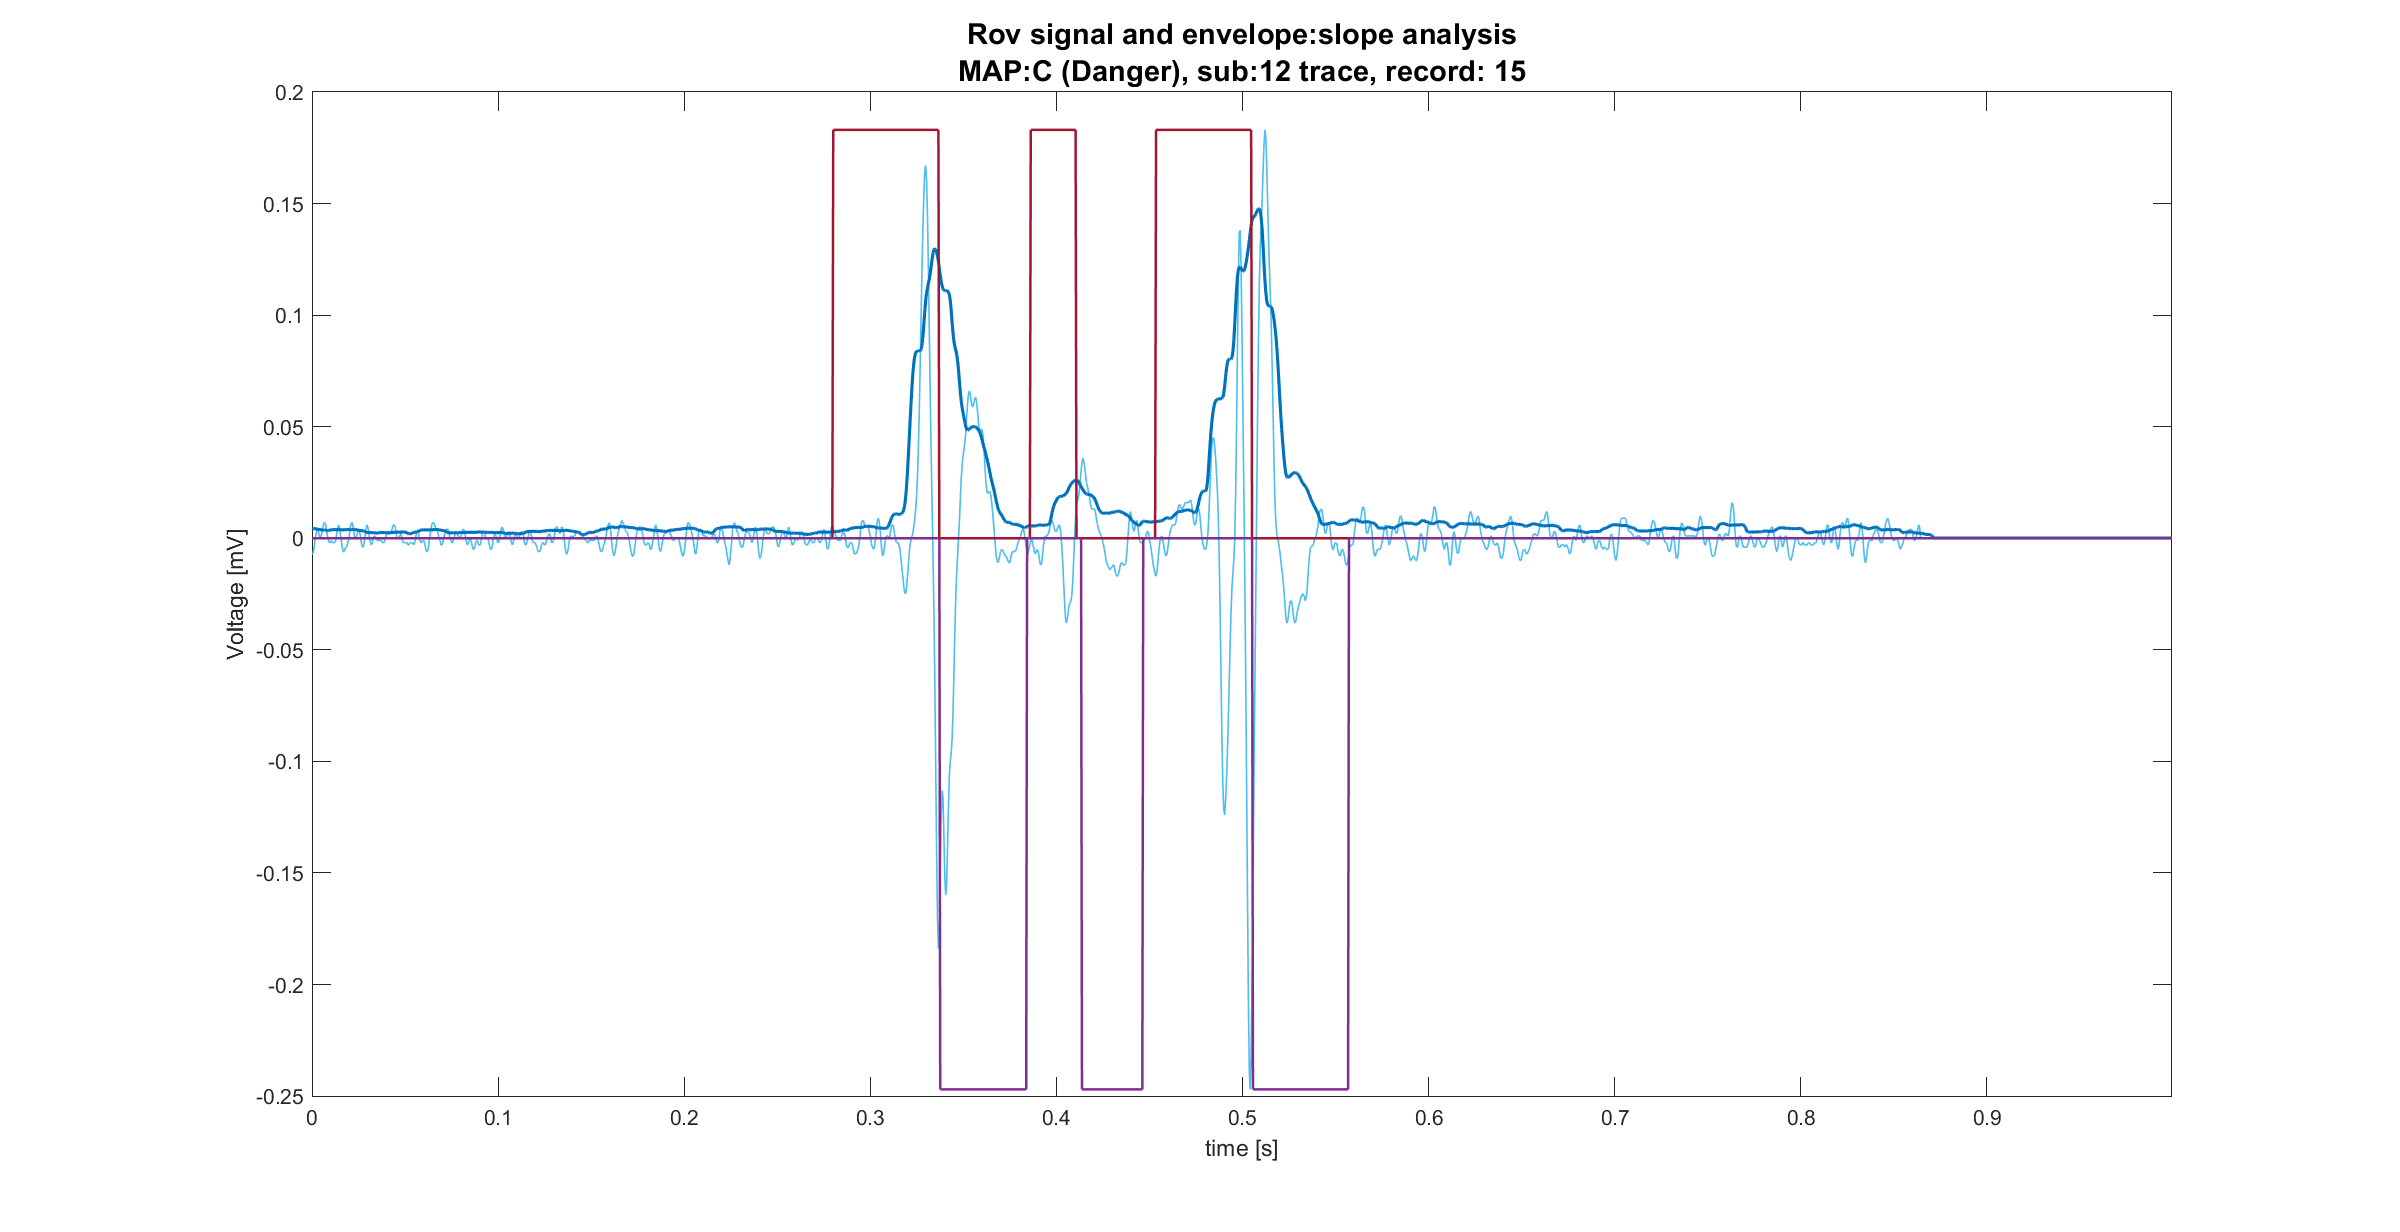 Rov signal and envelope:slope analysis
MAP:C (Danger), sub:12 trace, record: 15
0.2
0.15
0.1
0.05
0
-0.05
-0.1
-0.15
-0.2
-0.25
Voltage [mV]
0 0.1 0.2 0.3 0.4 0.5 0.6 0.7 0.8 0.9
time [s]